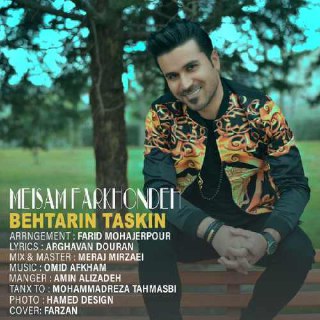 MEISAM FARKHONDEH
BEHTARIN TASKIN
ARRNGEMENT : FARID MOHAJERPOUR
LYRICS : ARGHAVAN DOURAN
MIX & MASTER : MERAJ MIRZAEI
MUSIC : OMID AFKHAM
MANGER : AMIN ALIZADEH
TANX TO : MOHAMMADREZA TAHMASBI
PHOTO : HAMED DESIGN
COVER: FARZAN